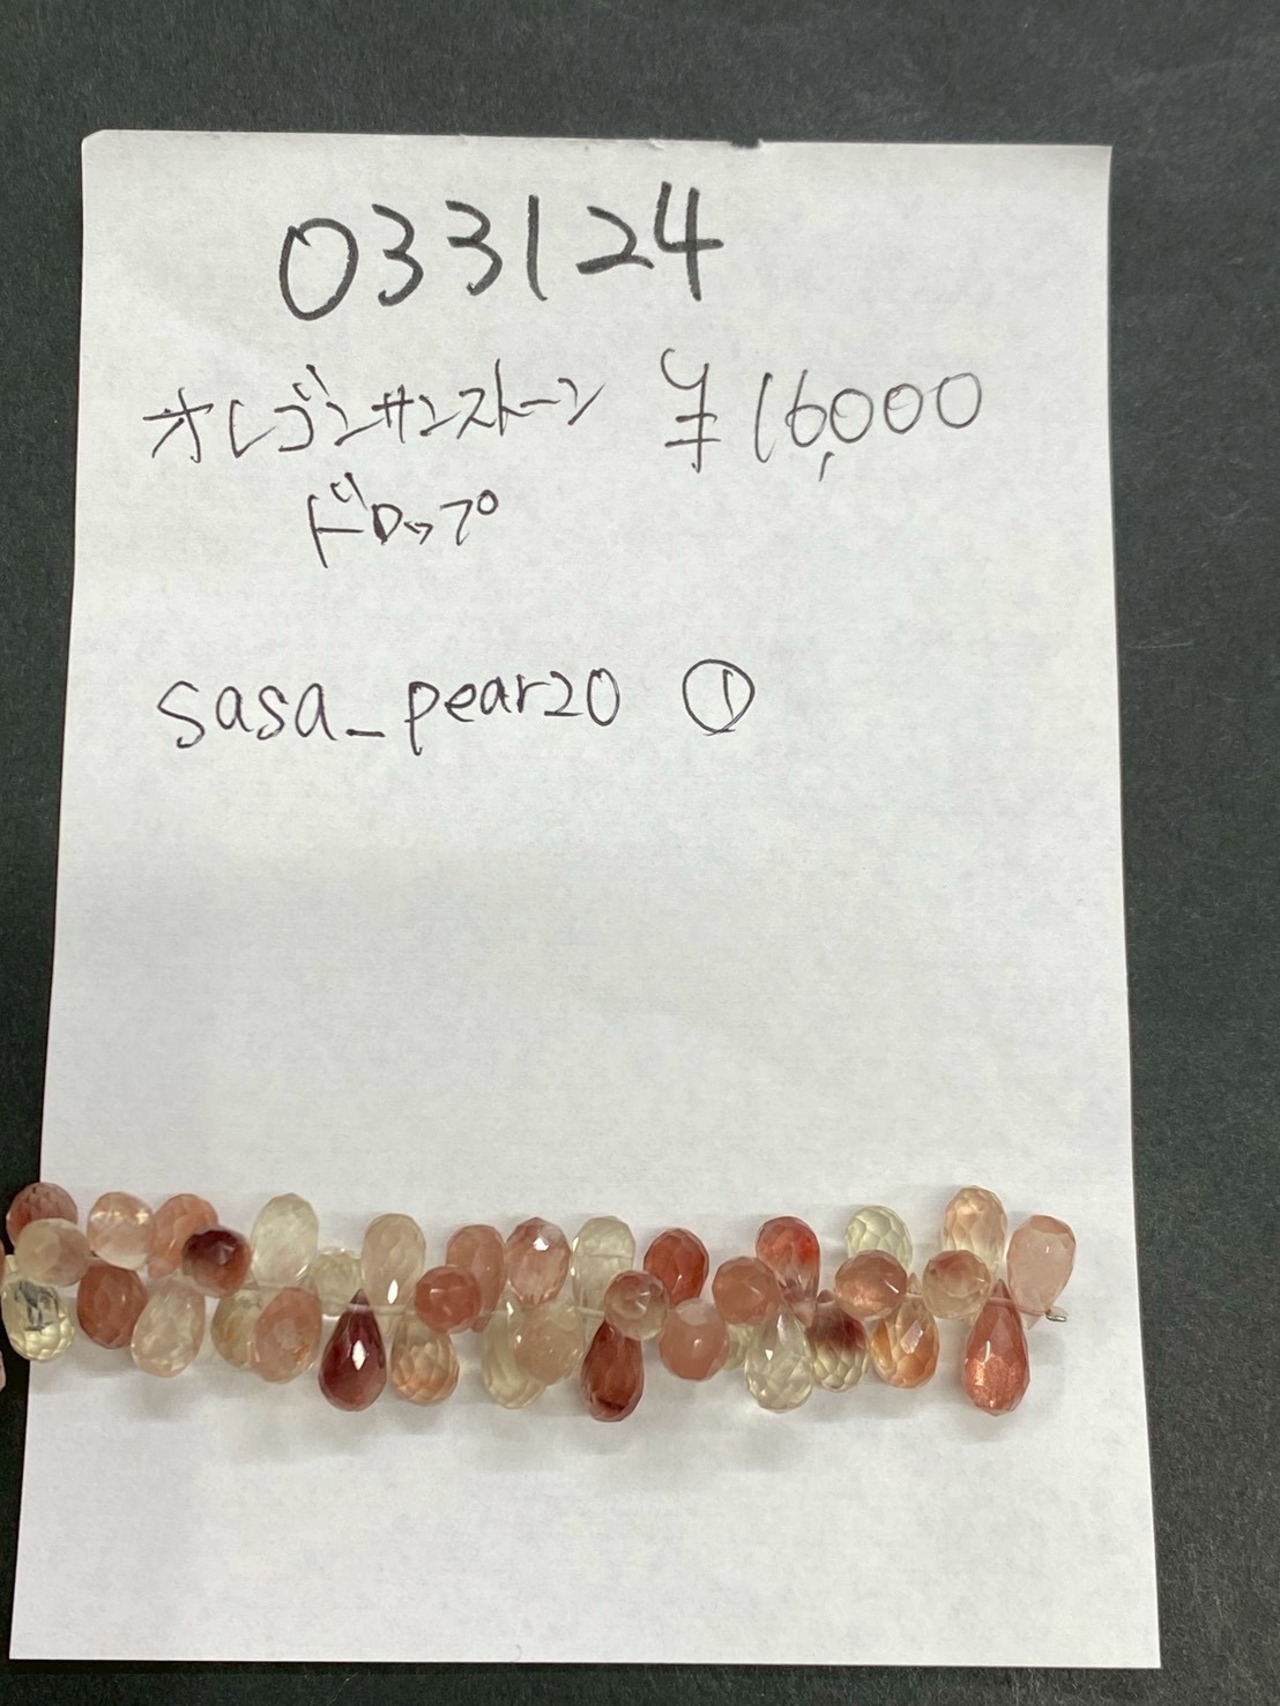 033124
オレゴンサンストーン ¥16,000
ドロップ
sasa_pear20 ①